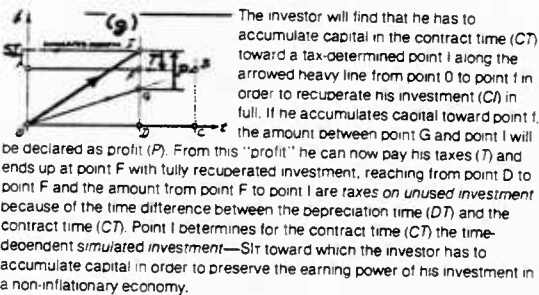 (g)
The investor will find that he has to
accumulate capital in the contract time (CT)
toward a tax-determined point I along the
arrowed heavy line from point 0 to point I in
order to recuperate his investment (CI) in
full. If he accumulates capital toward point f,
the amount between point G and point I will
be declared as profit (P). From this "profit" he can now pay his taxes (T) and
ends up at point F with fully recuperated investment, reaching from point D to
point F and the amount from point F to point I are taxes on unused investment
because of the time difference between the Depreciation time (DT) and the
contract time (CT). Point I determines for the contract time (CT) the time-
dependent simulated investment—SIT toward which the investor has to
accumulate capital in order to preserve the earning power of his investment in
a non-inflationary economy.
$
SI
I
T
P
B
F
G
0
D
C
t